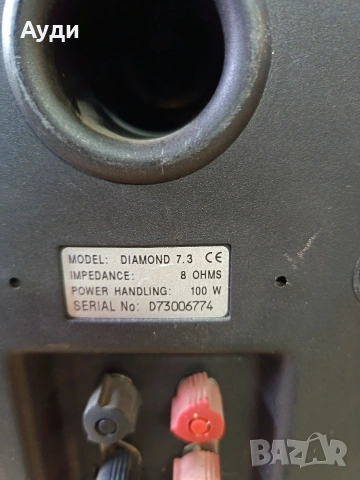 Ауди
MODEL: DIAMOND 7.3 CE
IMPEDANCE: 8 OHMS
POWER HANDLING: 100 W
SERIAL No: D73006774
BAZAR